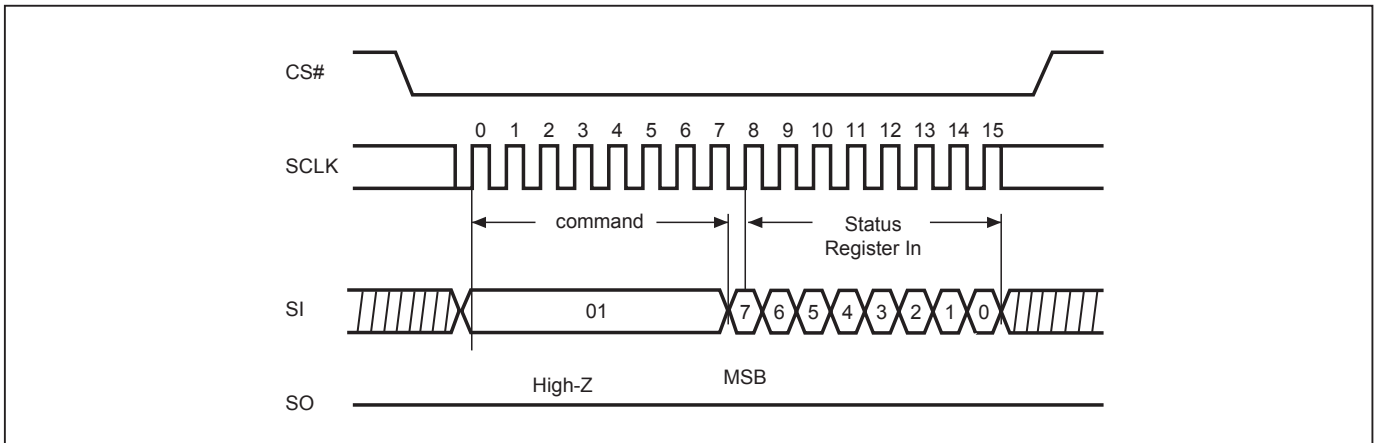 CS#
0 1 2 3 4 5 6 7 8 9 10 11 12 13 14 15
SCLK
command
Status
Register In
SI
01
7 6 5 4 3 2 1 0
High-Z
MSB
SO